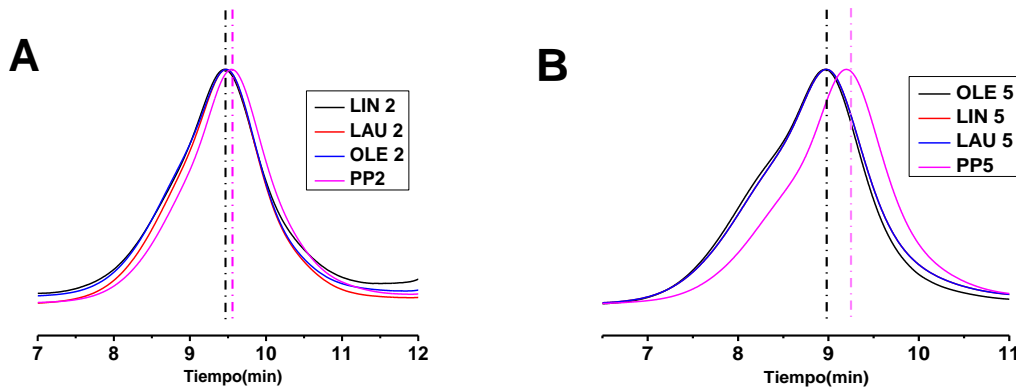 A
LIN 2
LAU 2
OLE 2
PP2
7 8 9 10 11 12
Tiempo(min)
B
OLE 5
LIN 5
LAU 5
PP5
7 8 9 10 11
Tiempo(min)